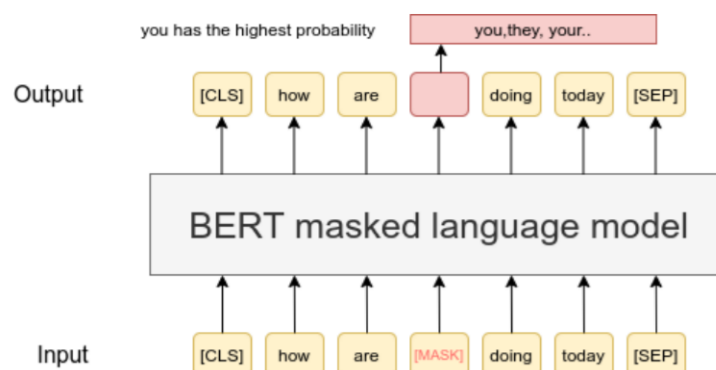 you has the highest probability
you,they, your..
Output
[CLS] how are doing today [SEP]
BERT masked language model
Input
[CLS] how are [MASK] doing today [SEP]